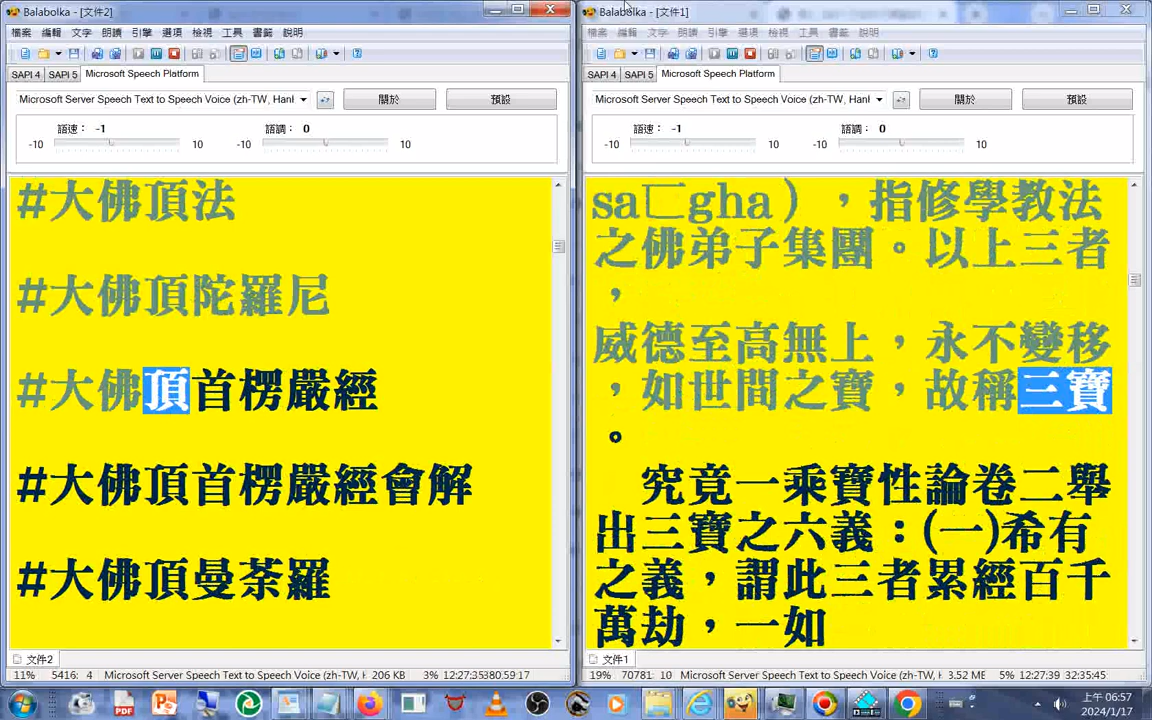 Balabolka - [文件2]
檔案 編輯 文字 朗讀 引擎 選項 檢視 工具 書籤 說明
SAPI 4 SAPI 5 Microsoft Speech Platform
Microsoft Server Speech Text to Speech Voice (zh-TW, Hanl
關於
預設
語速： -1
語調： 0
-10 10 -10 10
#大佛頂法
#大佛頂陀羅尼
#大佛頂首楞嚴經
#大佛頂首楞嚴經會解
#大佛頂曼荼羅
文件2
11% 5416: 4 Microsoft Server Speech Text to Speech Voice (zh-TW, H 206 KB 3% 12:27:35380:59:17
Balabolka - [文件1]
檔案 編輯 文字 朗讀 引擎 選項 檢視 工具 書籤 說明
SAPI 4 SAPI 5 Microsoft Speech Platform
Microsoft Server Speech Text to Speech Voice (zh-TW, Hanl
關於
預設
語速： -1
語調： 0
-10 10 -10 10
sa匸gha），指修學教法
之佛弟子集團。以上三者
，
威德至高無上，永不變移
，如世間之寶，故稱三寶
。
究竟一乘寶性論卷二舉
出三寶之六義：(一)希有
之義，謂此三者累經百千
萬劫，一如
文件1
19% 70781: 10 Microsoft Server Speech Text to Speech Voice (zh-TW, H 3.52 ME 5% 12:27:39 32:35:45
上午 06:57
2024/1/17